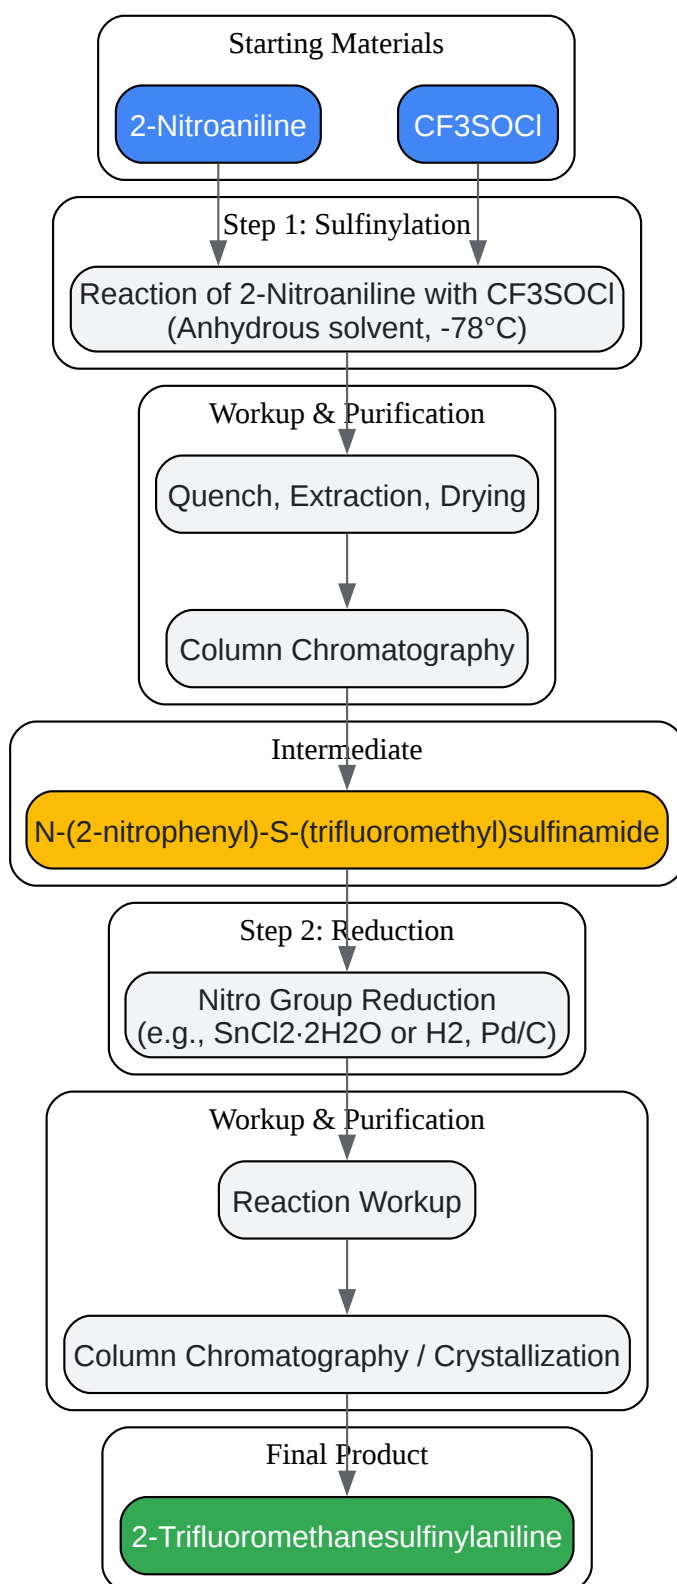 Starting Materials
2-Nitroaniline
CF3SOCl
Step 1: Sulfinylation
Reaction of 2-Nitroaniline with CF3SOCl
(Anhydrous solvent, -78°C)
Workup & Purification
Quench, Extraction, Drying
Column Chromatography
Intermediate
N-(2-nitrophenyl)-S-(trifluoromethyl)sulfinamide
Step 2: Reduction
Nitro Group Reduction
(e.g., SnCl2·2H2O or H2, Pd/C)
Workup & Purification
Reaction Workup
Column Chromatography / Crystallization
Final Product
2-Trifluoromethanesulfinylaniline